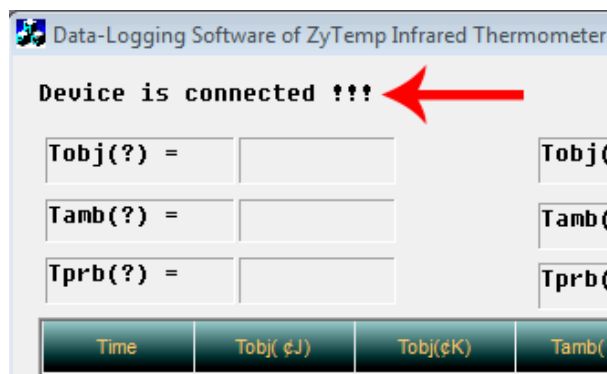 Data-Logging Software of ZyTemp Infrared Thermometer
Device is connected !!!
Tobj(?) = Tobj(
Tamb(?) = Tamb(
Tprb(?) = Tprb(
Time Tobj( ¢J) Tobj(¢K) Tamb(